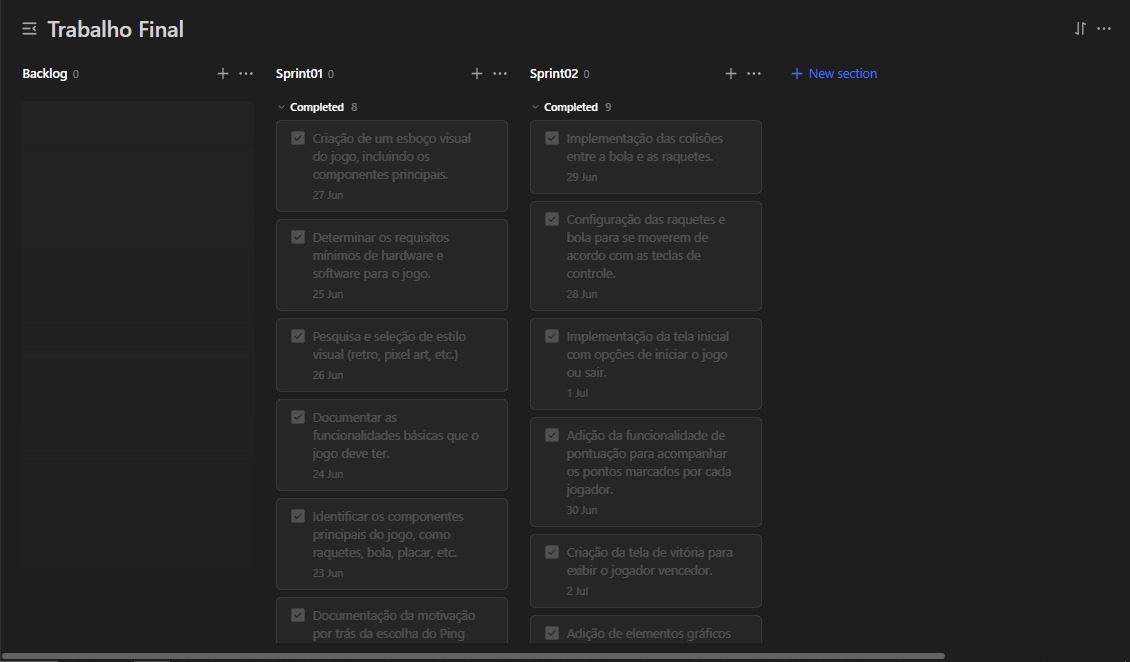 Trabalho Final
Backlog 0
Sprint01 0
Completed 8
Criação de um esboço visual
do jogo, incluindo os
componentes principais.
27 Jun
Determinar os requisitos
mínimos de hardware e
software para o jogo.
25 Jun
Pesquisa e seleção de estilo
visual (retro, pixel art, etc.)
26 Jun
Documentar as
funcionalidades básicas que o
jogo deve ter.
24 Jun
Identificar os componentes
principais do jogo, como
raquetes, bola, placar, etc.
23 Jun
Documentação da motivação
por trás da escolha do Ping
Sprint02 0
Completed 9
Implementação das colisões
entre a bola e as raquetes.
29 Jun
Configuração das raquetes e
bola para se moverem de
acordo com as teclas de
controle.
28 Jun
Implementação da tela inicial
com opções de iniciar o jogo
ou sair.
1 Jul
Adição da funcionalidade de
pontuação para acompanhar
os pontos marcados por cada
jogador.
30 Jun
Criação da tela de vitória para
exibir o jogador vencedor.
2 Jul
Adição de elementos gráficos
New section